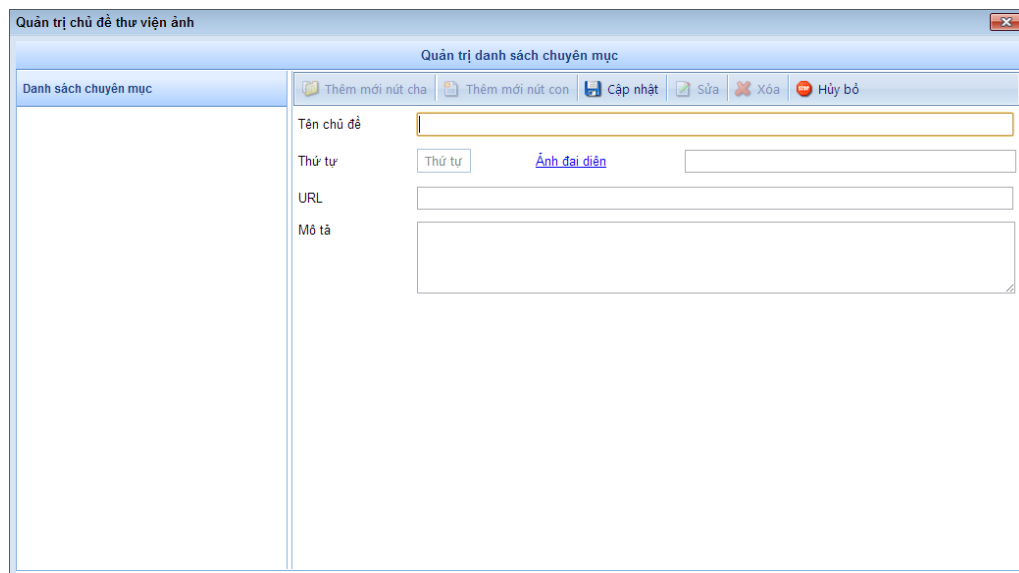 Quản trị chủ đề thư viện ảnh
Quản trị danh sách chuyên mục
Danh sách chuyên mục
Thêm mới nút cha Thêm mới nút con Cập nhật Sửa Xóa Hủy bỏ
Tên chủ đề
Thứ tự Thứ tự Ảnh đại diện
URL
Mô tả